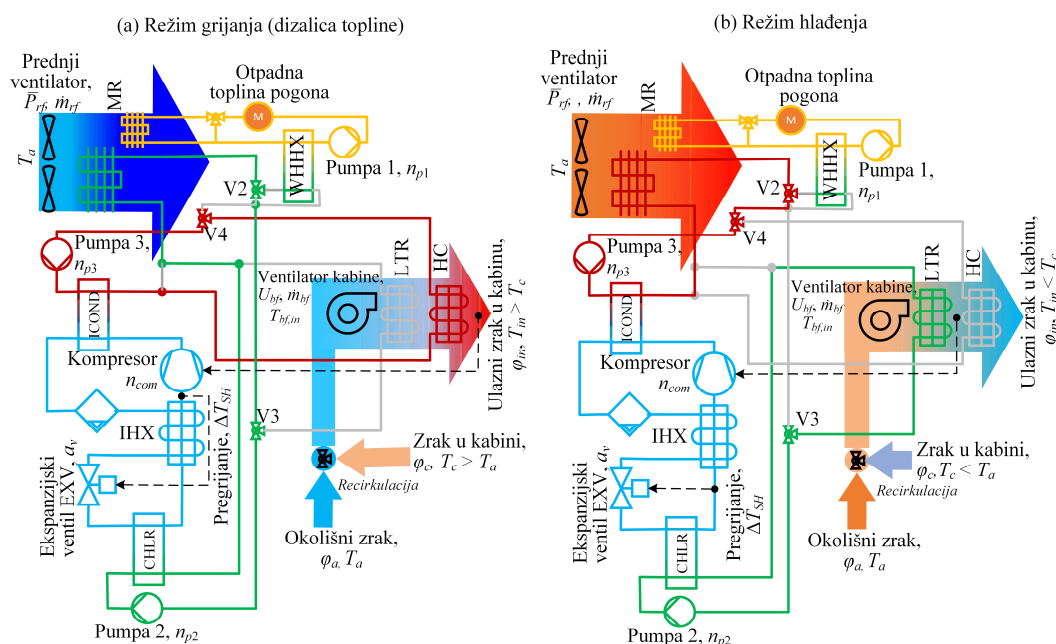 (a) Režim grijanja (dizalica topline)
Prednji
ventilator,
P̅rf, ṁrf
MR
Otpadna
toplina pogona
M
Ta
WHHX
Pumpa 1, np1
V2
V4
Pumpa 3,
np3
ICOND
Ventilator kabine,
Ubf, ṁbf
Tbf,in
LTR
HC
Ulazni zrak u kabinu,
φin, Tin > Tc
Kompresor
ncom
IHX
Pregrijanje, ΔTSH
V3
Ekspanzijski
ventil EXV, av
Zrak u kabini,
φc, Tc > Ta
Recirkulacija
CHLR
Okolišni zrak,
φa, Ta
Pumpa 2, np2
(b) Režim hlađenja
Prednji
ventilator,
P̅rf, , ṁrf
MR
Otpadna toplina
pogona
M
Ta
WHHX
Pumpa 1,
np1
V2
V4
Pumpa 3,
np3
ICOND
Ventilator kabine,
Ubf, ṁbf
Tbf,in
LTR
HC
Ulazni zrak u kabinu,
φin, Tin < Tc
Kompresor
ncom
IHX
V3
Ekspanzijski
ventil EXV, av
Pregrijanje,
ΔTSH
Zrak u kabini,
φc, Tc < Ta
Recirkulacija
CHLR
Okolišni zrak,
φa, Ta
Pumpa 2, np2